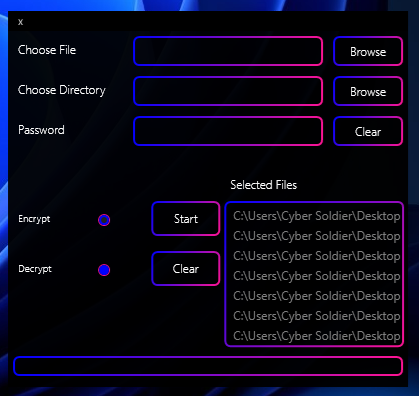 x
Choose File
Browse
Choose Directory
Browse
Password
Clear
Selected Files
Encrypt
Start
C:\Users\Cyber Soldier\Desktop
C:\Users\Cyber Soldier\Desktop
C:\Users\Cyber Soldier\Desktop
Decrypt
Clear
C:\Users\Cyber Soldier\Desktop
C:\Users\Cyber Soldier\Desktop
C:\Users\Cyber Soldier\Desktop
C:\Users\Cyber Soldier\Desktop